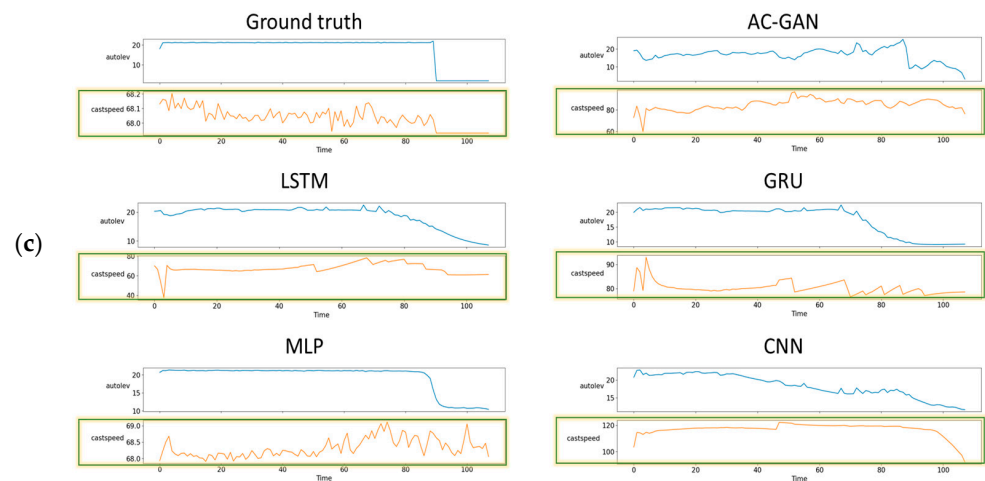 Ground truth
20
autolev
10
68.2
castspeed
68.1
68.0
0 20 40 60 80 100
Time
AC-GAN
20
autolev
10
castspeed
80
60
0 20 40 60 80 100
Time
(c)
LSTM
20
autolev
10
80
castspeed
60
40
0 20 40 60 80 100
Time
GRU
20
autolev
15
10
90
castspeed
80
0 20 40 60 80 100
Time
MLP
20
autolev
15
10
69.0
castspeed
68.5
68.0
0 20 40 60 80 100
Time
CNN
20
autolev
15
120
castspeed
100
0 20 40 60 80 100
Time